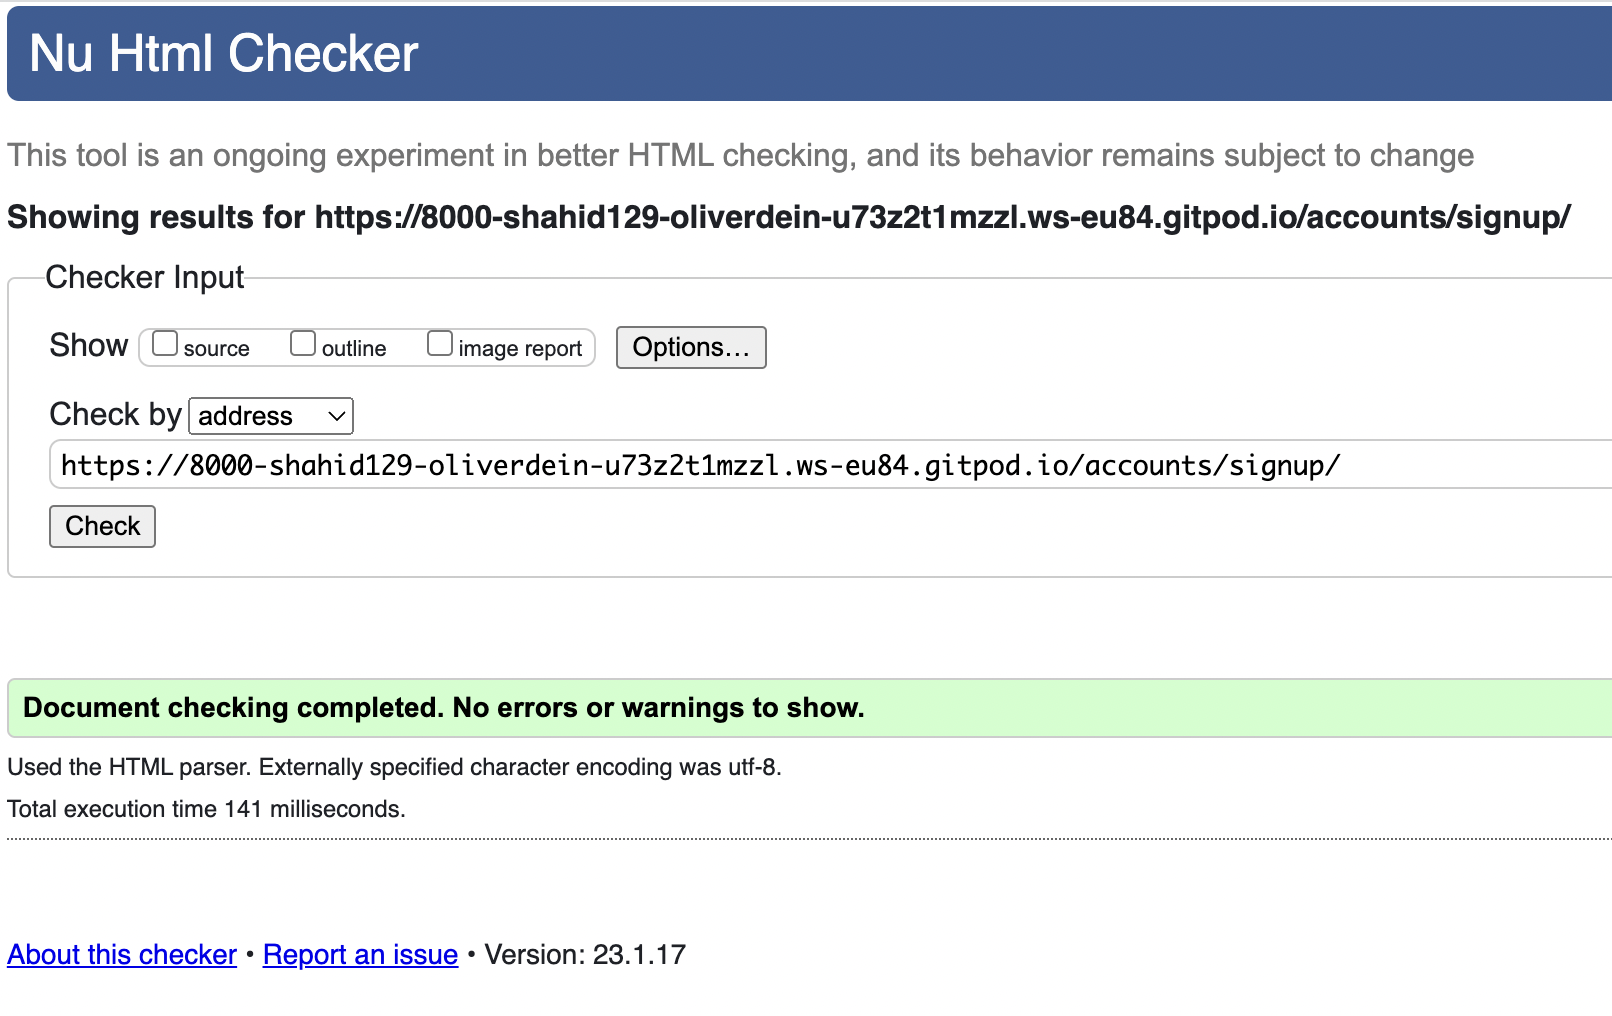 Nu Html Checker
This tool is an ongoing experiment in better HTML checking, and its behavior remains subject to change
Showing results for https://8000-shahid129-oliverdein-u73z2t1mzzl.ws-eu84.gitpod.io/accounts/signup/
Checker Input
Show source outline image report Options...
Check by address
https://8000-shahid129-oliverdein-u73z2t1mzzl.ws-eu84.gitpod.io/accounts/signup/
Check
Document checking completed. No errors or warnings to show.
Used the HTML parser. Externally specified character encoding was utf-8.
Total execution time 141 milliseconds.
About this checker • Report an issue • Version: 23.1.17